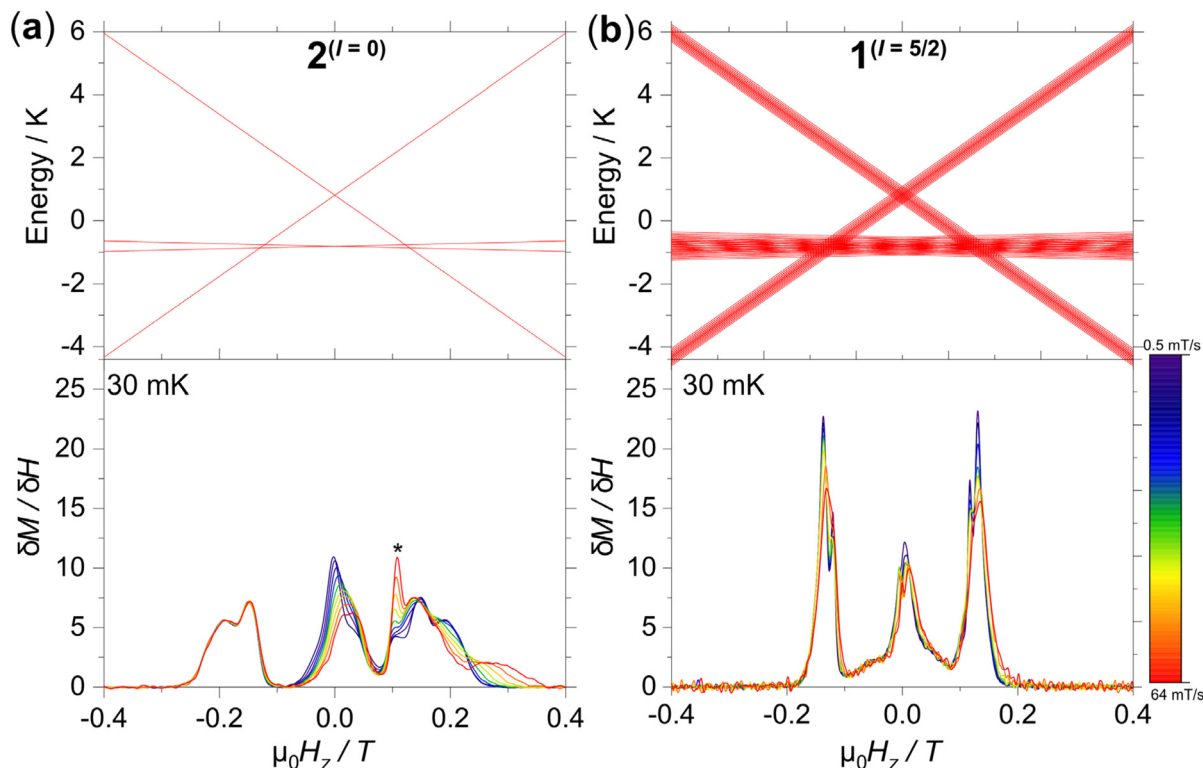 (a)
2(I = 0)
Energy / K
6
4
2
0
-2
-4
30 mK
δM / δH
25
20
15
10
5
0
*
-0.4
-0.2
0.0
0.2
0.4
μ₀Hz / T
(b)
1(I = 5/2)
Energy / K
6
4
2
0
-2
-4
30 mK
δM / δH
25
20
15
10
5
0
-0.4
-0.2
0.0
0.2
0.4
μ₀Hz / T
0.5 mT/s
64 mT/s